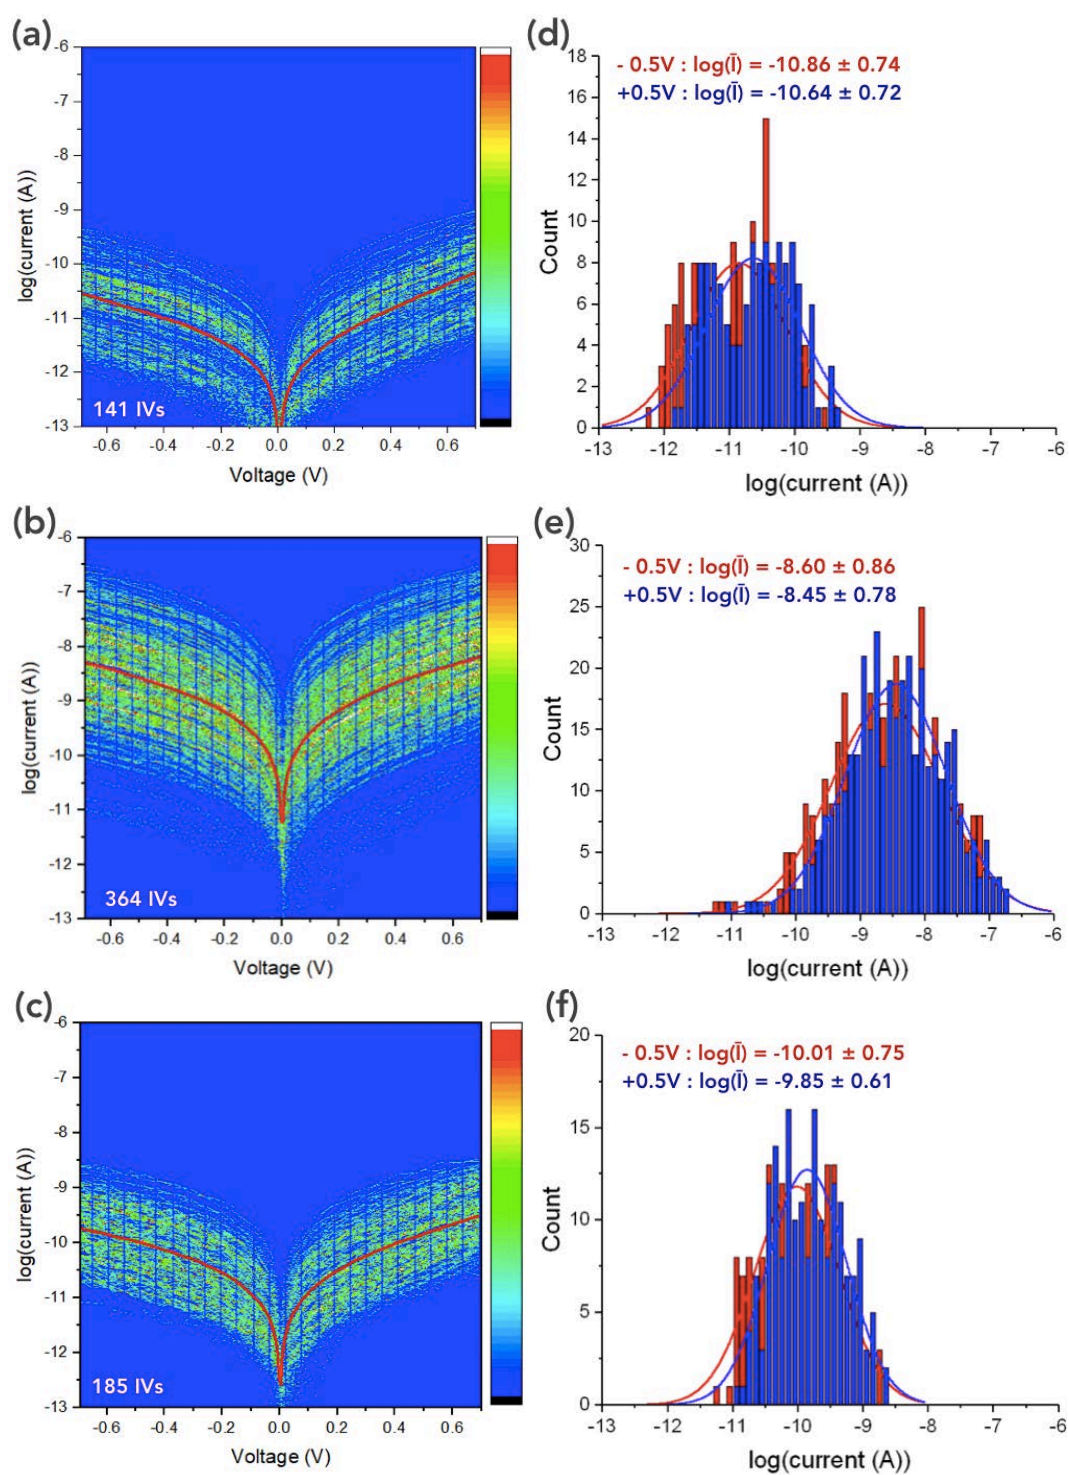 (a)
-6
-7
-8
-9
-10
-11
-12
-13
log(current (A))
141 IVs
-0.6 -0.4 -0.2 0.0 0.2 0.4 0.6
Voltage (V)
(d)
- 0.5V : log(Ī) = -10.86 ± 0.74
+0.5V : log(Ī) = -10.64 ± 0.72
18
16
14
12
10
8
6
4
2
0
Count
-13 -12 -11 -10 -9 -8 -7 -6
log(current (A))
(b)
-6
-7
-8
-9
-10
-11
-12
-13
log(current (A))
364 IVs
-0.6 -0.4 -0.2 0.0 0.2 0.4 0.6
Voltage (V)
(e)
- 0.5V : log(Ī) = -8.60 ± 0.86
+0.5V : log(Ī) = -8.45 ± 0.78
30
25
20
15
10
5
0
Count
-13 -12 -11 -10 -9 -8 -7 -6
log(current (A))
(c)
-6
-7
-8
-9
-10
-11
-12
-13
log(current (A))
185 IVs
-0.6 -0.4 -0.2 0.0 0.2 0.4 0.6
Voltage (V)
(f)
- 0.5V : log(Ī) = -10.01 ± 0.75
+0.5V : log(Ī) = -9.85 ± 0.61
20
15
10
5
0
Count
-13 -12 -11 -10 -9 -8 -7 -6
log(current (A))